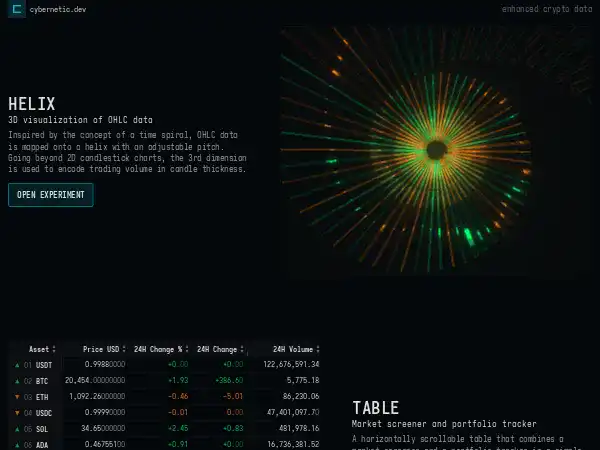 cybernetic.dev
enhanced crypto data
HELIX
3D visualization of OHLC data
Inspired by the concept of a time spiral, OHLC data
is mapped onto a helix with an adjustable pitch.
Going beyond 2D candlestick charts, the 3rd dimension
is used to encode trading volume in candle thickness.
OPEN EXPERIMENT
Asset Price USD 24H Change % 24H Change 24H Volume
01 USDT 0.99880000 +0.00 +0.00 122,676,591.34
02 BTC 20,454.00000000 +1.93 +386.60 5,775.18
03 ETH 1,092.26000000 -0.46 -5.01 86,230.06
04 USDC 0.99990000 -0.01 0.00 47,401,097.70
05 SOL 34.65000000 +2.45 +0.83 481,978.16
06 ADA 0.46755100 +0.91 +0.00 16,736,381.52
TABLE
Market screener and portfolio tracker
A horizontally scrollable table that combines a
market screener and a portfolio tracker in a single